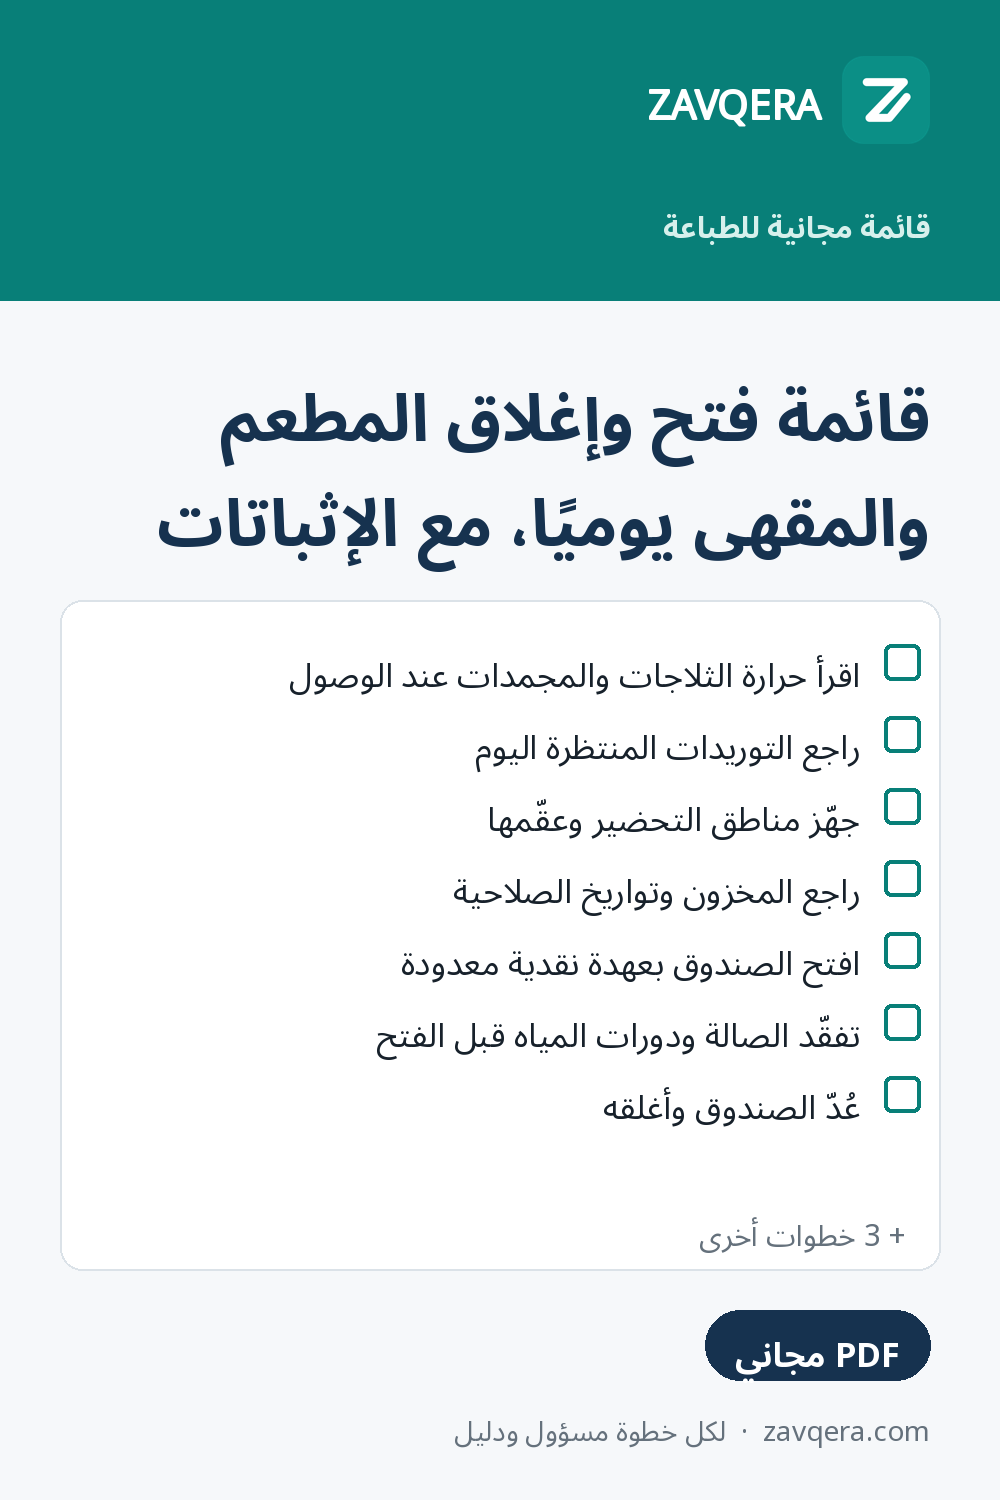 ZAVQERA
قائمة مجانية للطباعة
قائمة فتح وإغلاق المطعم
والمقهى يوميًا، مع الإثباتات
اقرأ حرارة الثلاجات والمجمدات عند الوصول
راجع التوريدات المنتظرة اليوم
جهّز مناطق التحضير وعقّمها
راجع المخزون وتواريخ الصلاحية
افتح الصندوق بعهدة نقدية معدودة
تفقّد الصالة ودورات المياه قبل الفتح
عُدّ الصندوق وأغلقه
+ 3 خطوات أخرى
PDF مجاني
zavqera.com · لكل خطوة مسؤول ودليل